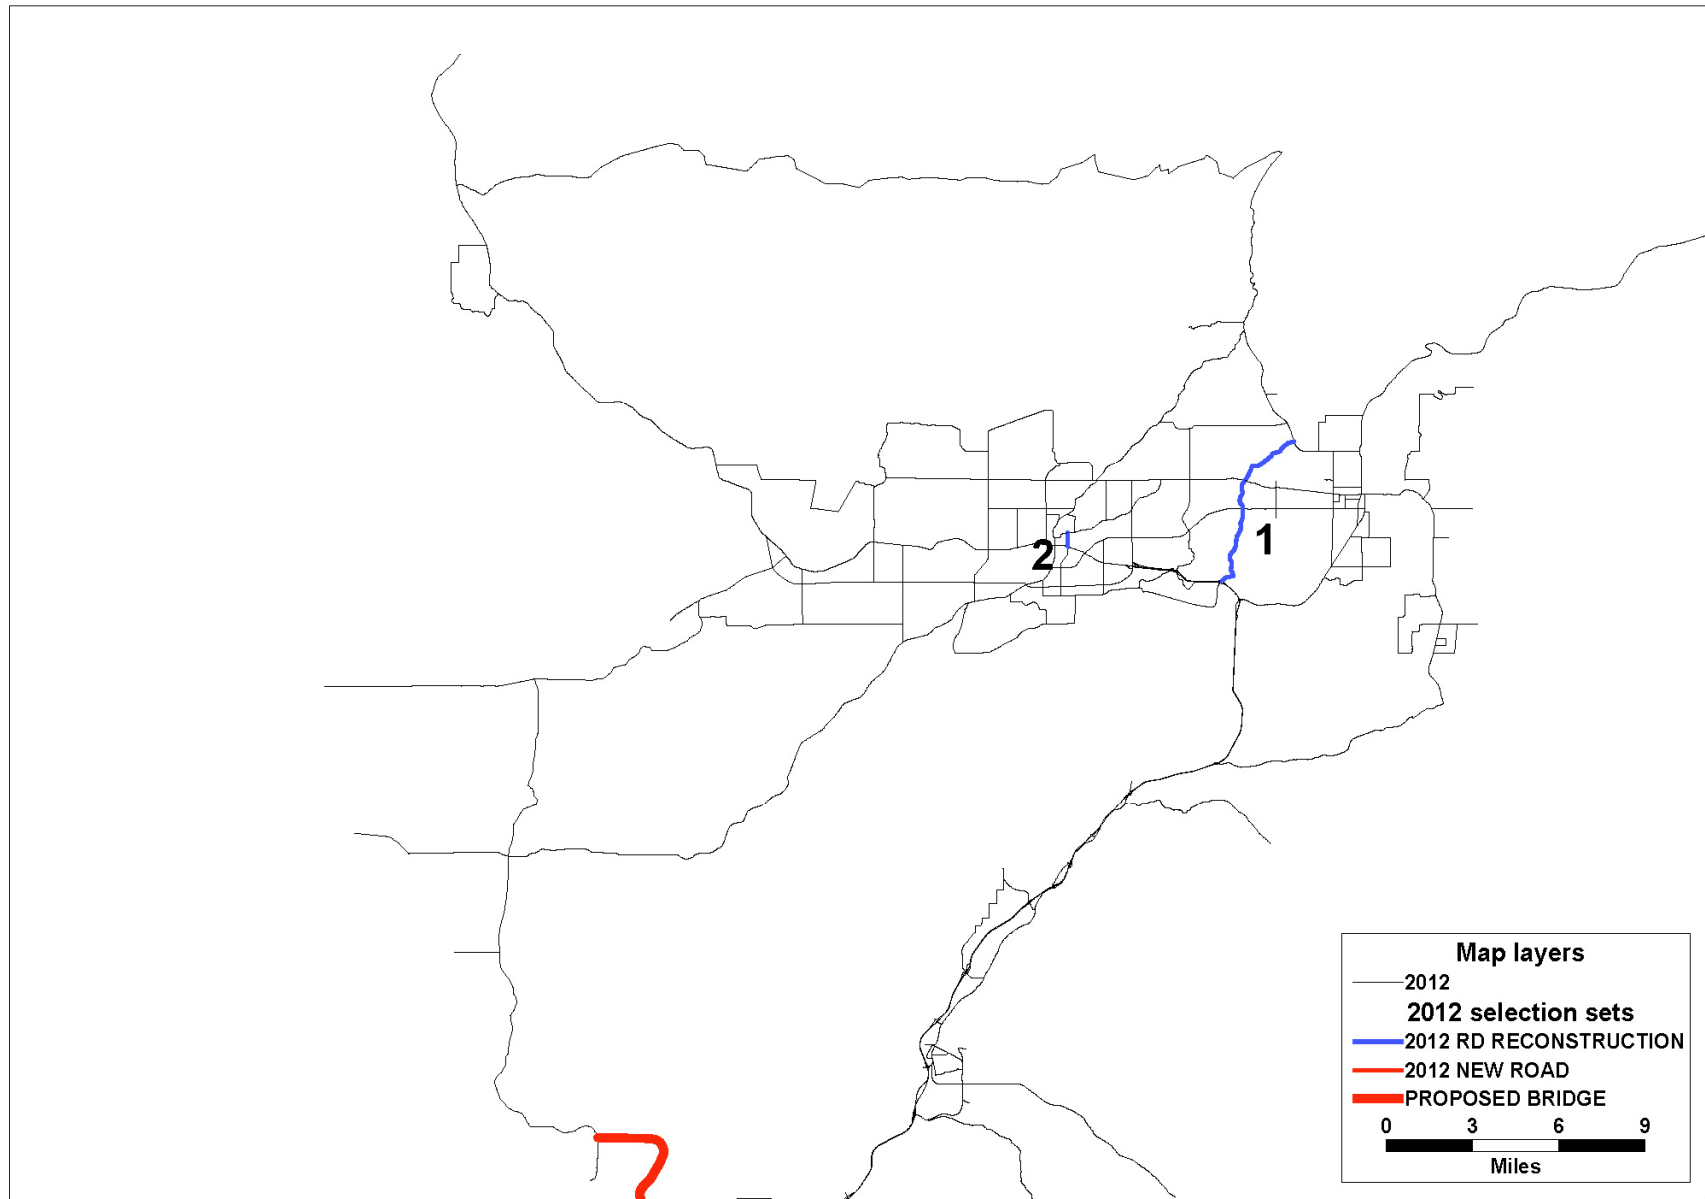 1
2
Map layers
2012
2012 selection sets
2012 RD RECONSTRUCTION
2012 NEW ROAD
PROPOSED BRIDGE
0 3 6 9
Miles